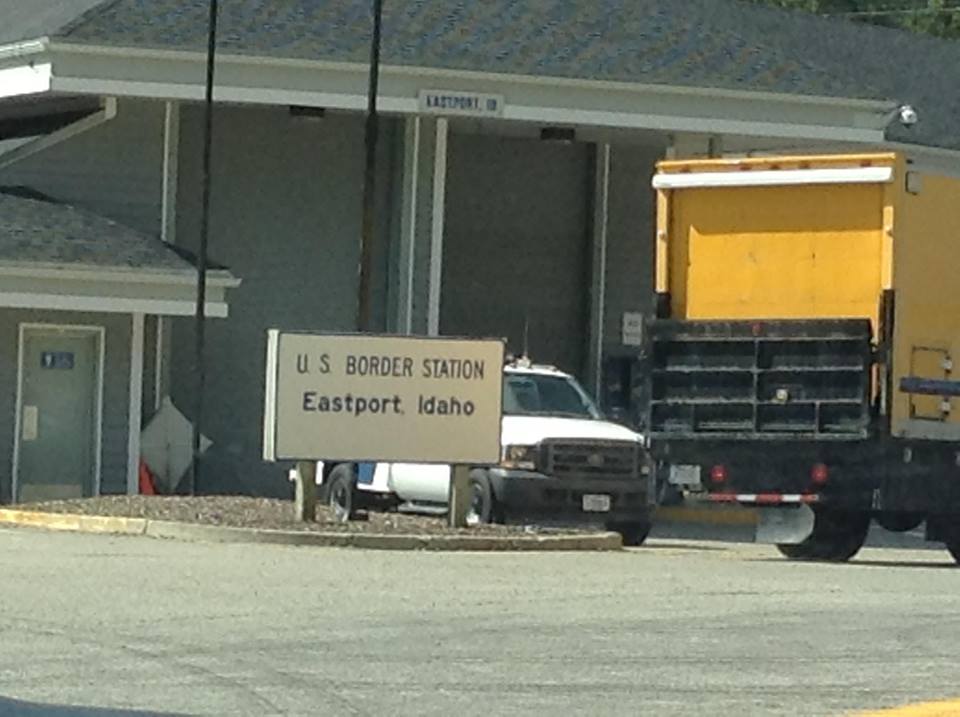 EASTPORT, ID
U. S. BORDER STATION
Eastport, Idaho